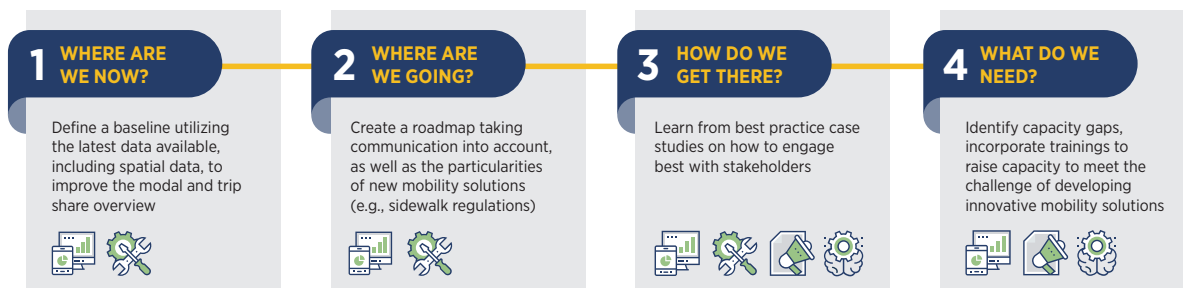 1 WHERE ARE
WE NOW?
Define a baseline utilizing
the latest data available,
including spatial data, to
improve the modal and trip
share overview
2 WHERE ARE
WE GOING?
Create a roadmap taking
communication into account,
as well as the particularities
of new mobility solutions
(e.g., sidewalk regulations)
3 HOW DO WE
GET THERE?
Learn from best practice case
studies on how to engage
best with stakeholders
4 WHAT DO WE
NEED?
Identify capacity gaps,
incorporate trainings to
raise capacity to meet the
challenge of developing
innovative mobility solutions